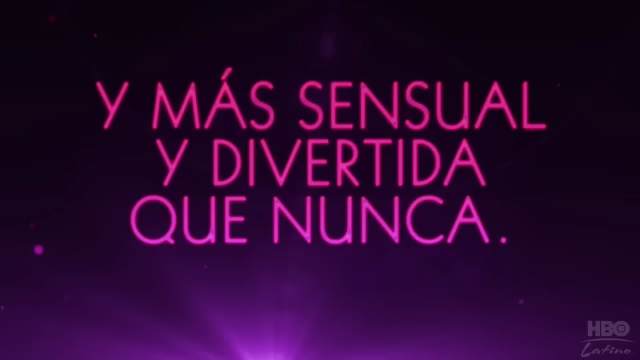 Y MÁS SENSUAL
Y DIVERTIDA
QUE NUNCA.
HBO
Latino